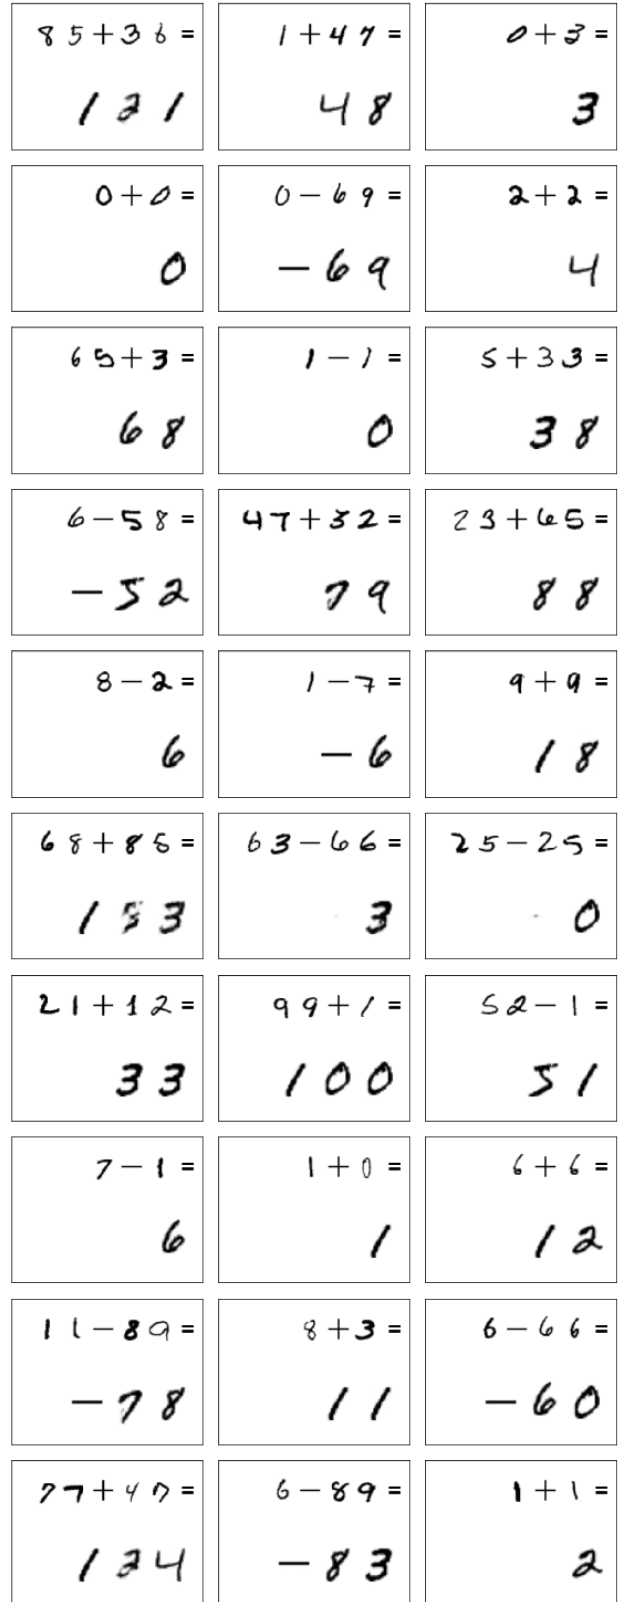 85+36= 1+47= 0+3=
121 48 3
0+0= 0-69= 2+2=
0 -69 4
65+3= 1-1= 5+33=
68 0 38
6-58= 47+32= 23+65=
-52 79 88
8-2= 1-7= 9+9=
6 -6 18
68+85= 63-66= 25-25=
153 3 0
21+12= 99+1= 52-1=
33 100 51
7-1= 1+0= 6+6=
6 1 12
11-89= 8+3= 6-66=
-78 11 -60
77+47= 6-89= 1+1=
124 -83 2